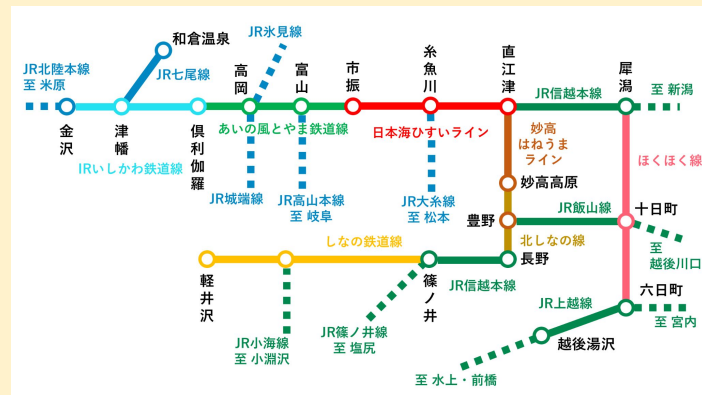 和倉温泉
JR氷見線
JR北陸本線
至 米原
JR七尾線
高岡
富山
市振
糸魚川
直江津
JR信越本線
犀潟
至 新潟
金沢
津幡
IRいしかわ鉄道線
倶利伽羅
あいの風とやま鉄道線
日本海ひすいライン
妙高
はねうま
ライン
ほくほく線
妙高高原
JR城端線
JR高山本線
至 岐阜
JR大糸線
至 松本
豊野
JR飯山線
十日町
しなの鉄道線
北しなの線
至
越後川口
軽井沢
篠ノ井
JR信越本線
長野
六日町
JR小海線
至 小淵沢
JR篠ノ井線
至 塩尻
JR上越線
至 宮内
越後湯沢
至 水上・前橋